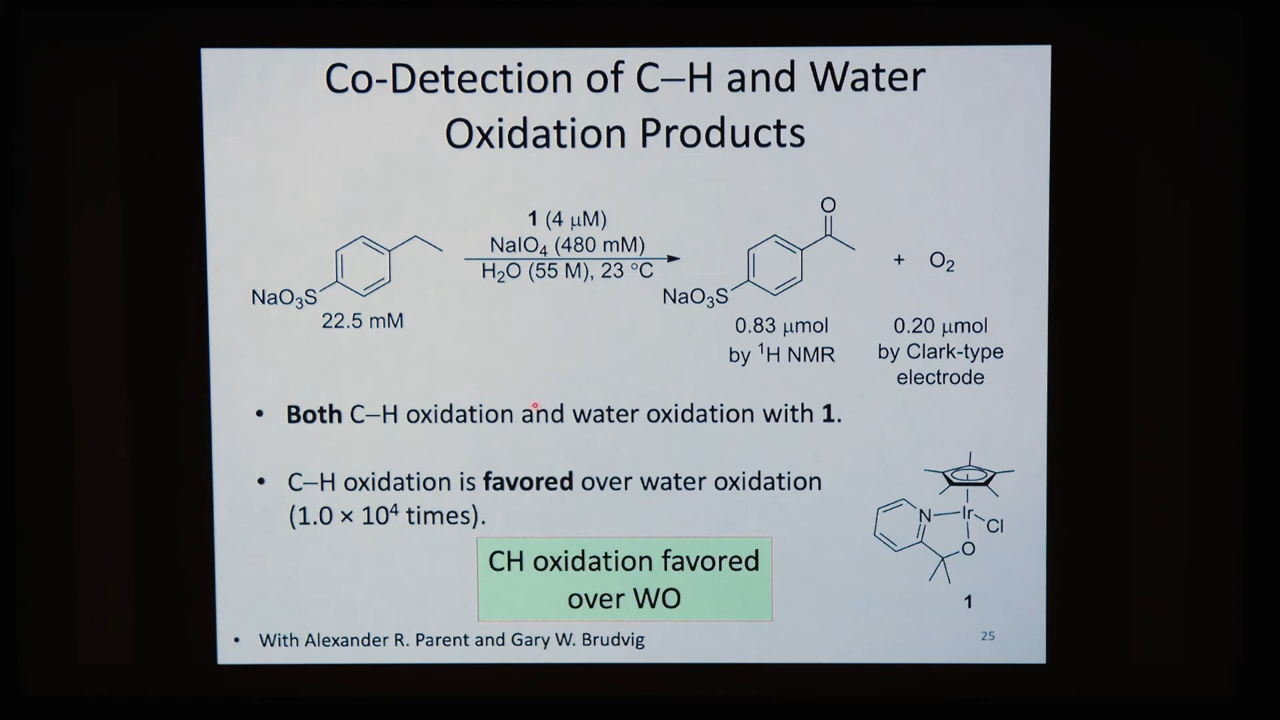 Co-Detection of C–H and Water
Oxidation Products
1 (4 μM)
NaIO₄ (480 mM)
H₂O (55 M), 23 °C
NaO₃S
22.5 mM
O
NaO₃S
+ O₂
0.83 μmol
by ¹H NMR
0.20 μmol
by Clark-type
electrode
• Both C–H oxidation and water oxidation with 1.
• C–H oxidation is favored over water oxidation
(1.0 × 10⁴ times).
CH oxidation favored
over WO
N
Ir
Cl
O
1
• With Alexander R. Parent and Gary W. Brudvig
25